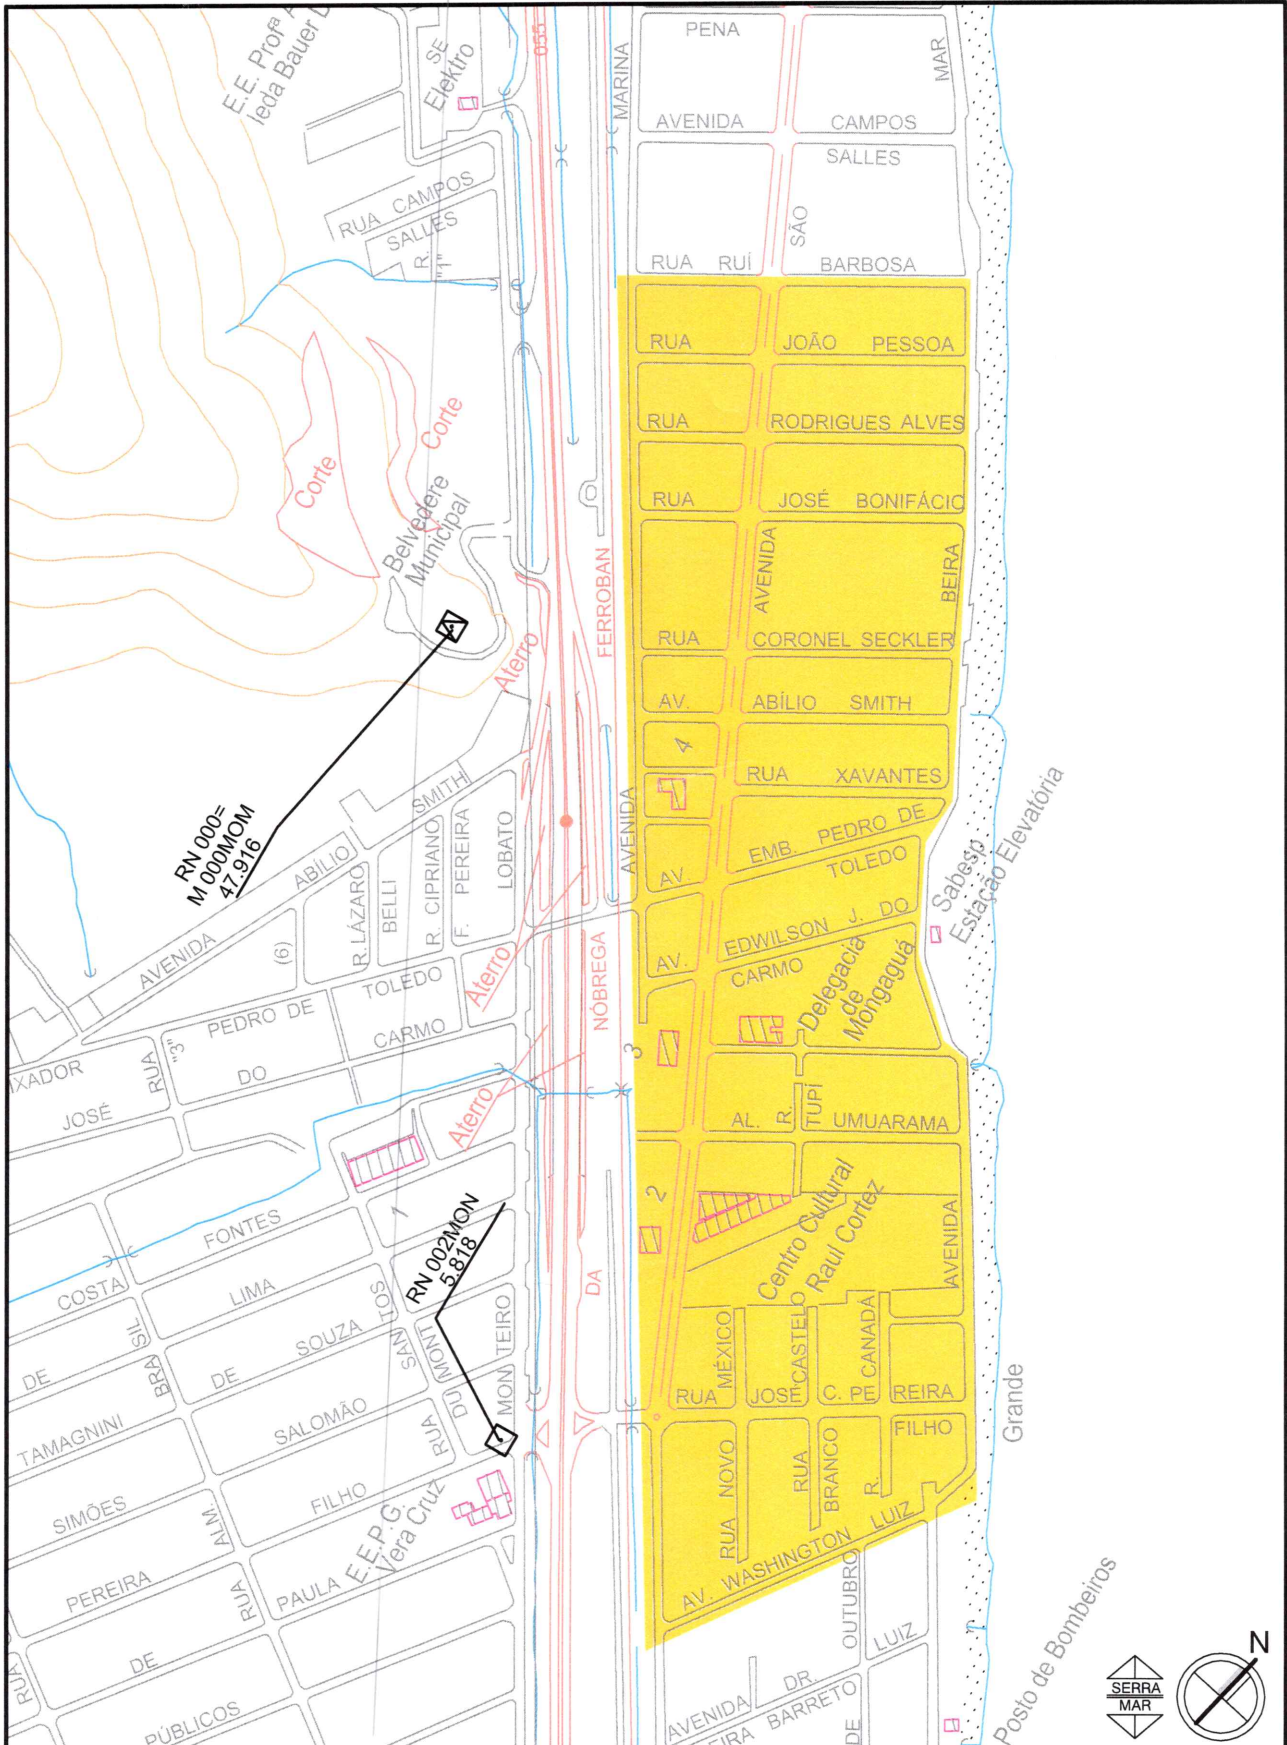 E.E. Profª
Ieda Bauer
SE
Elektro
055
MARINA
PENA
MAR
AVENIDA CAMPOS
SALLES
RUA CAMPOS
SALLES
R.
"1"
SÃO
RUA RUÍ BARBOSA
RUA JOÃO PESSOA
RUA RODRIGUES ALVES
RUA JOSÉ BONIFÁCIO
Corte
Corte
Belvedere
Municipal
FERROBAN
AVENIDA
BEIRA
RUA CORONEL SECKLER
Aterro
AV. ABÍLIO SMITH
4
RUA XAVANTES
RN 000=
M 000MOM
47.916
AVENIDA ABÍLIO SMITH
R. LÁZARO
BELLI
R. CIPRIANO
F. PEREIRA
LOBATO
AVENIDA
AV. EMB. PEDRO DE
TOLEDO
Sabesp
Estação Elevatória
(6)
AV. EDWILSON J. DO
CARMO
Delegacia
de
Mongaguá
Aterro
NÓBREGA
PEDRO DE TOLEDO
IXADOR
RUA
"3"
DO CARMO
JOSÉ
3
Aterro
AL. UMUARAMA
R. TUPÍ
1
2
RN 002MON
5.818
Centro Cultural
Raul Cortez
AVENIDA
FONTES
COSTA
LIMA
DE
BRA SIL
SOUZA
DE
SAN TOS
DU MONT
RUA
MON TEIRO
DA
TAMAGNINI
SALOMÃO
RUA JOSÉ C. PE REIRA
FILHO
MÉXICO
CASTELO
CANADÁ
RUA NOVO
RUA
BRANCO
R.
Grande
SIMÕES
ALM.
FILHO
E.E.P.G.
Vera Cruz
AV. WASHINGTON LUIZ
PEREIRA
RUA
PAULA
OUTUBRO
LUIZ
RUA
DE
PÚBLICOS
AVENIDA DR.
EIRA BARRETO
DE
Posto de Bombeiros
SERRA
MAR
N